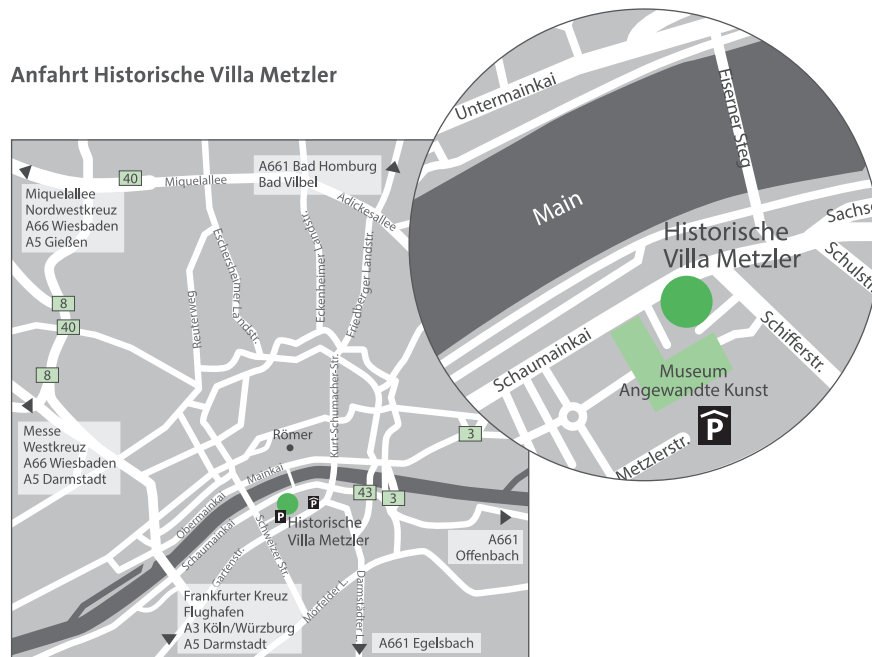 Anfahrt Historische Villa Metzler
Untermainkai
Eiserner Steg
Main
Historische
Villa Metzler
Schulstr.
Schaumainkai
Schifferstr.
Museum
Angewandte Kunst
P
Metzlerstr.
40
Miquelallee
A661 Bad Homburg
Bad Vilbel
Adickesallee
Miquelallee
Nordwestkreuz
A66 Wiesbaden
A5 Gießen
Reuterweg
Eschersheimer Landstr.
Eckenheimer Landstr.
Friedberger Landstr.
8
40
8
Messe
Westkreuz
A66 Wiesbaden
A5 Darmstadt
Römer
Kurt-Schumacher-Str.
3
Mainkai
43
3
Obermainkai
Schaumainkai
P
P
Historische
Villa Metzler
Schweizer Str.
Gartenstr.
A661
Offenbach
Mörfelder L.
Darmstädter L.
Frankfurter Kreuz
Flughafen
A3 Köln/Würzburg
A5 Darmstadt
A661 Egelsbach